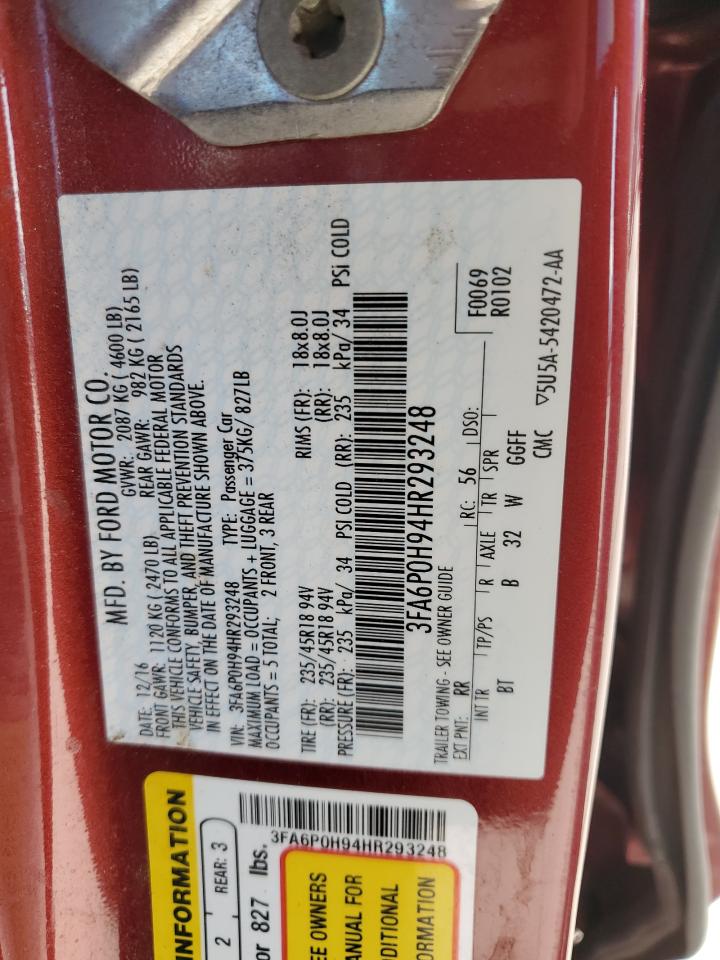 MFD. BY FORD MOTOR CO.
DATE: 12/16 GVWR: 2087 KG ( 4600 LB)
FRONT GAWR: 1120 KG ( 2470 LB) REAR GAWR: 982 KG ( 2165 LB)
THIS VEHICLE CONFORMS TO ALL APPLICABLE FEDERAL MOTOR
VEHICLE SAFETY, BUMPER, AND THEFT PREVENTION STANDARDS
IN EFFECT ON THE DATE OF MANUFACTURE SHOWN ABOVE.
VIN: 3FA6P0H94HR293248 TYPE: Passenger Car
MAXIMUM LOAD = OCCUPANTS + LUGGAGE = 375KG/ 827LB
OCCUPANTS = 5 TOTAL; 2 FRONT, 3 REAR
TIRE (FR): 235/45R18 94V RIMS (FR): 18x8.0J
(RR): 235/45R18 94V (RR): 18x8.0J
PRESSURE (FR): 235 kPa/ 34 PSI COLD (RR): 235 kPa/ 34 PSi COLD
3FA6P0H94HR293248
TRAILER TOWING - SEE OWNER GUIDE
EXT PNT: RR RC: 56 DSO: F0069
R0102
INT TR TP/PS R AXLE TR SPR
BT B 32 W GGFF
CMC ▽5U5A-5420472-AA
INFORMATION
2 REAR: 3
or 827 lbs.
3FA6P0H94HR293248
EE OWNERS
MANUAL FOR
DDITIONAL
ORMATION